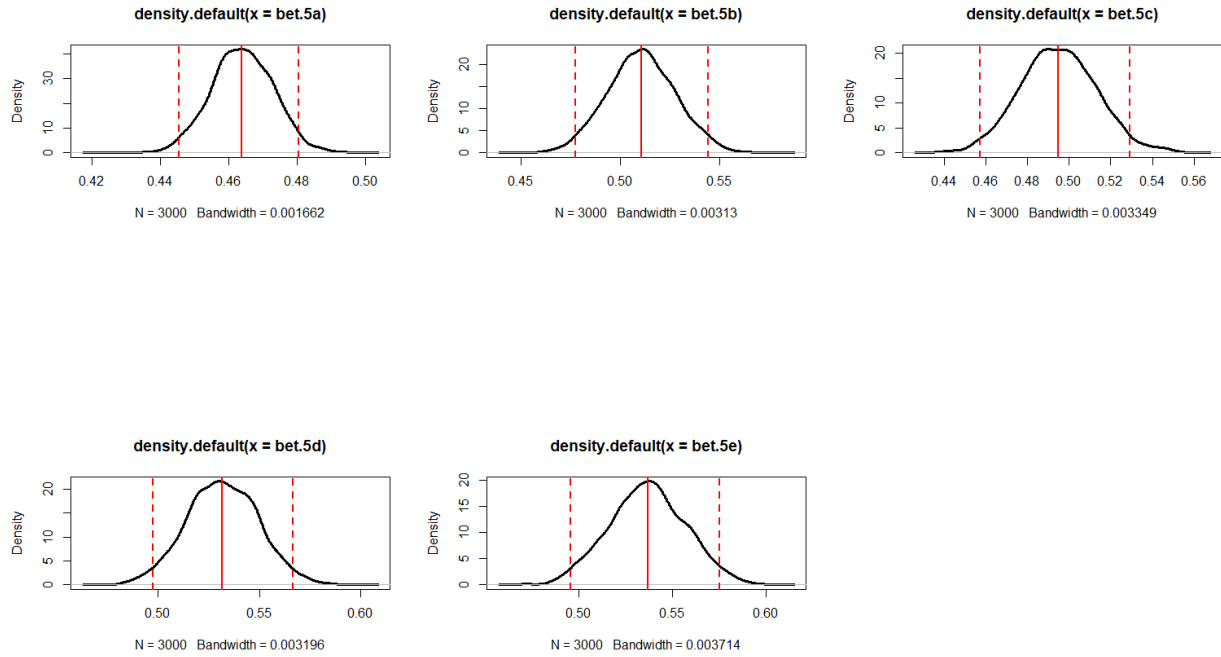 density.default(x = bet.5a)
Density
10
30
0
0.42 0.44 0.46 0.48 0.50
N = 3000 Bandwidth = 0.001662
density.default(x = bet.5b)
Density
0 5 10 20
0.45 0.50 0.55
N = 3000 Bandwidth = 0.00313
density.default(x = bet.5c)
Density
0 5 10 20
0.44 0.46 0.48 0.50 0.52 0.54 0.56
N = 3000 Bandwidth = 0.003349
density.default(x = bet.5d)
Density
0 5 10 20
0.50 0.55 0.60
N = 3000 Bandwidth = 0.003196
density.default(x = bet.5e)
Density
0 5 10 15 20
0.50 0.55 0.60
N = 3000 Bandwidth = 0.003714